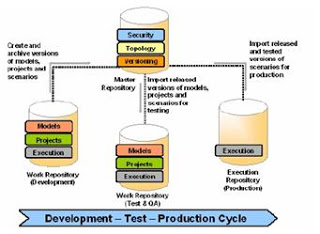 Security
Topology
Versioning
Create and
archive versions
of models,
projects and
scenarios
Import released
and tested
versions of
scenarios for
production
Master
Repository
Import released
versions of models,
projects and
scenarios for
testing
Models
Projects
Execution
Work Repository
(Development)
Models
Projects
Execution
Work Repository
(Test & QA)
Execution
Execution
Repository
(Production)
Development – Test – Production Cycle